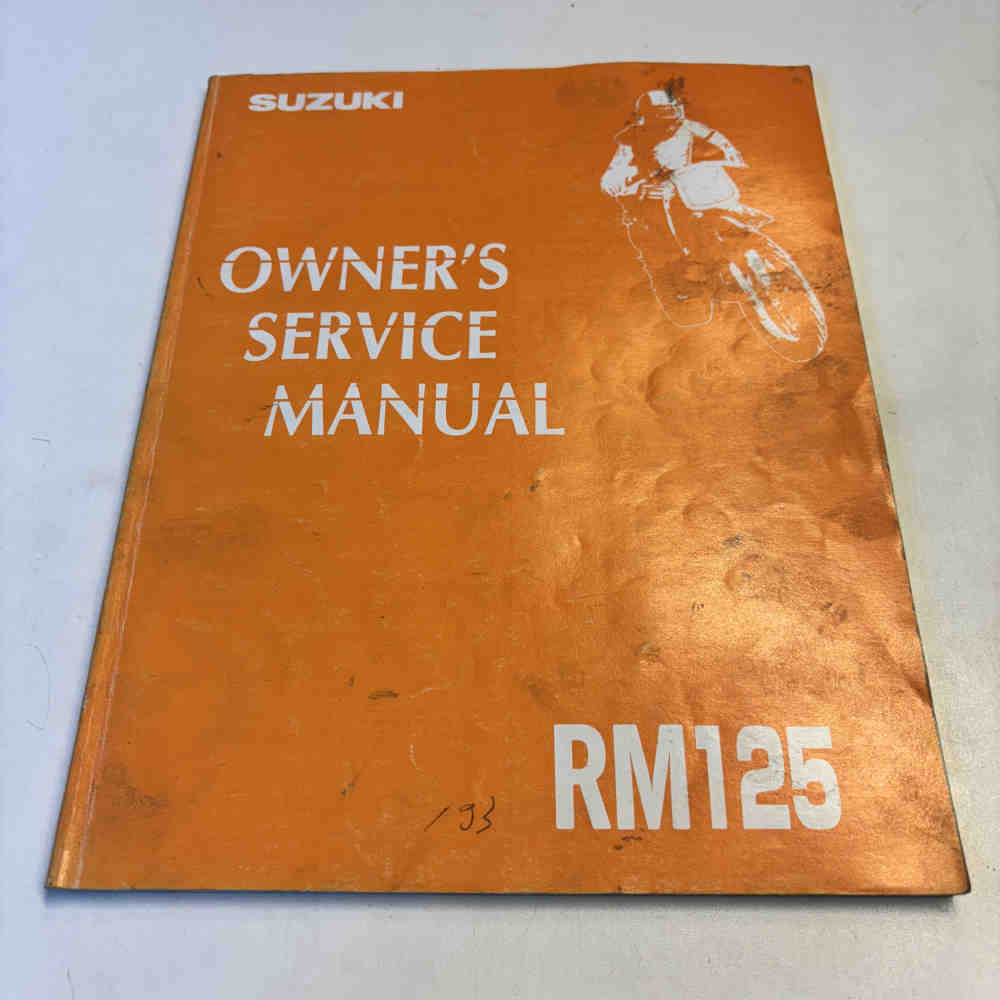 SUZUKI
OWNER'S
SERVICE
MANUAL
RM125
'93